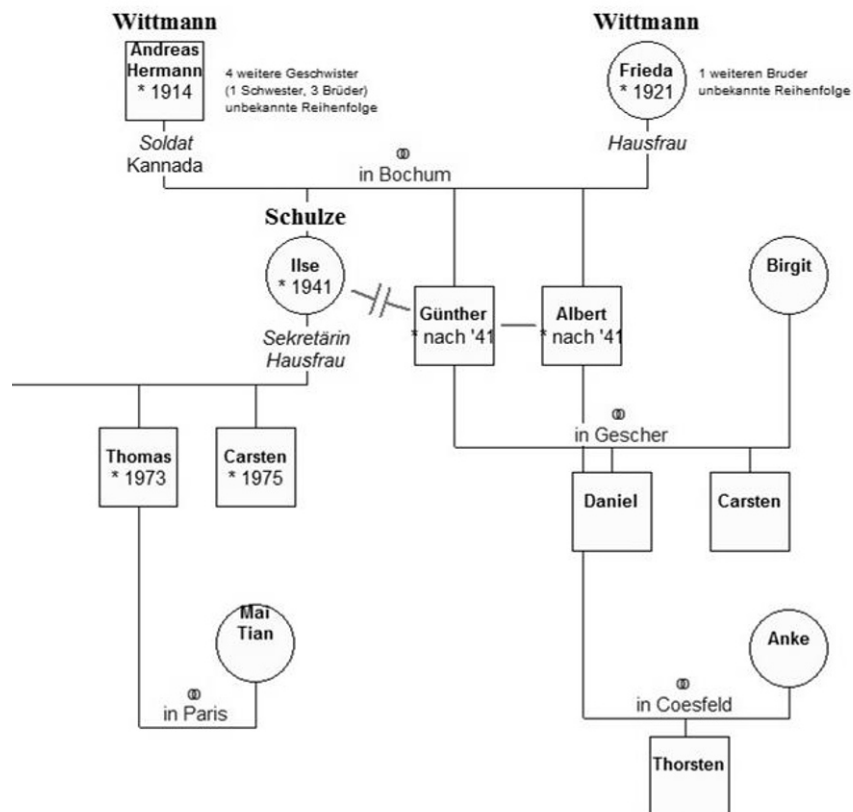 Wittmann
Wittmann
Andreas
Hermann
* 1914
4 weitere Geschwister
(1 Schwester, 3 Brüder)
unbekannte Reihenfolge
Frieda
* 1921
1 weiteren Bruder
unbekannte Reihenfolge
Soldat
Kannada
Hausfrau
in Bochum
Schulze
Ilse
* 1941
Günther
* nach '41
Albert
* nach '41
Birgit
Sekretärin
Hausfrau
in Gescher
Thomas
* 1973
Carsten
* 1975
Daniel
Carsten
Mai
Tian
Anke
in Paris
in Coesfeld
Thorsten